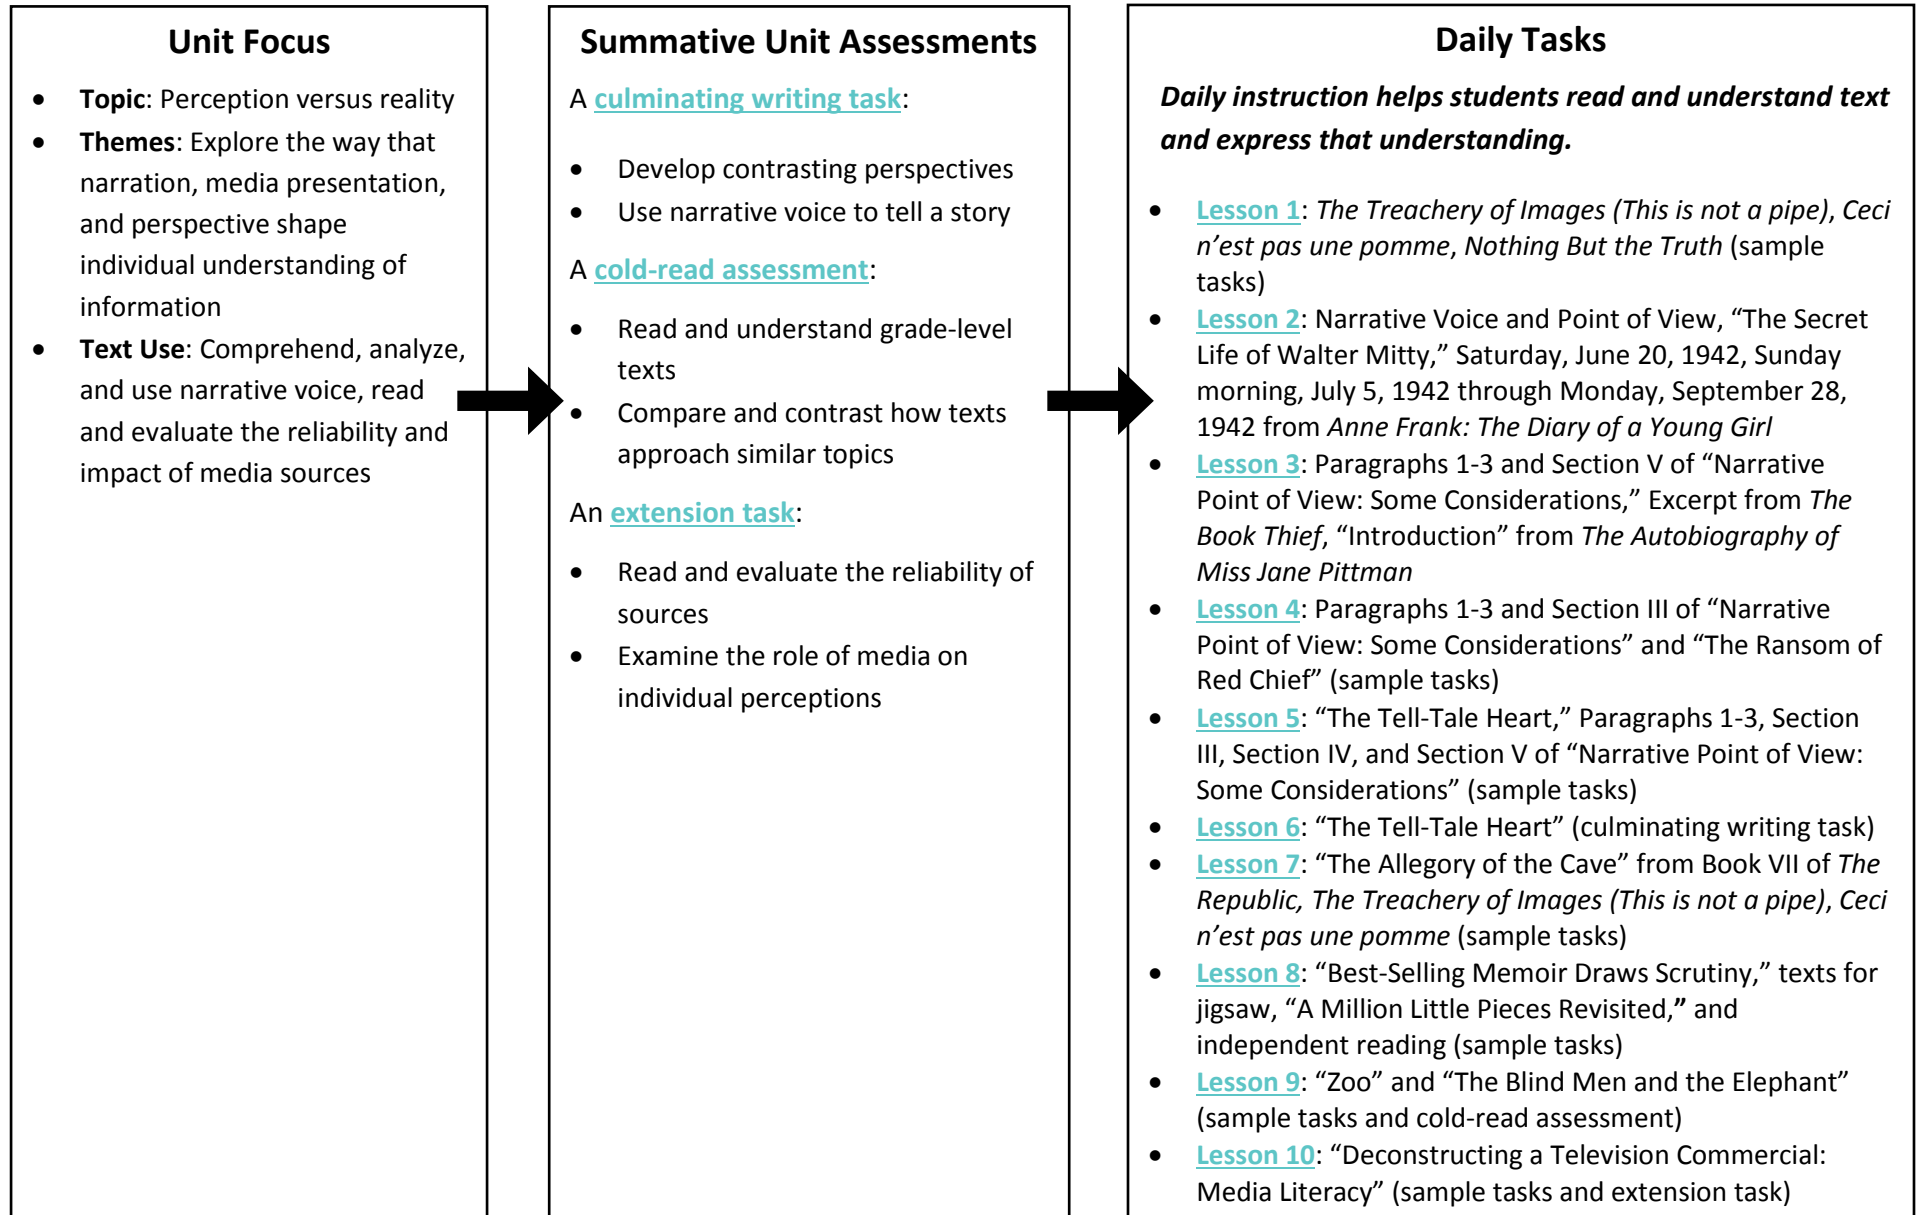 Unit Focus
• Topic: Perception versus reality
• Themes: Explore the way that
narration, media presentation,
and perspective shape
individual understanding of
information
• Text Use: Comprehend, analyze,
and use narrative voice, read
and evaluate the reliability and
impact of media sources
Summative Unit Assessments
A culminating writing task:
• Develop contrasting perspectives
• Use narrative voice to tell a story
A cold-read assessment:
• Read and understand grade-level
texts
• Compare and contrast how texts
approach similar topics
An extension task:
• Read and evaluate the reliability of
sources
• Examine the role of media on
individual perceptions
Daily Tasks
Daily instruction helps students read and understand text
and express that understanding.
• Lesson 1: The Treachery of Images (This is not a pipe), Ceci
n’est pas une pomme, Nothing But the Truth (sample
tasks)
• Lesson 2: Narrative Voice and Point of View, “The Secret
Life of Walter Mitty,” Saturday, June 20, 1942, Sunday
morning, July 5, 1942 through Monday, September 28,
1942 from Anne Frank: The Diary of a Young Girl
• Lesson 3: Paragraphs 1-3 and Section V of “Narrative
Point of View: Some Considerations,” Excerpt from The
Book Thief, “Introduction” from The Autobiography of
Miss Jane Pittman
• Lesson 4: Paragraphs 1-3 and Section III of “Narrative
Point of View: Some Considerations” and “The Ransom of
Red Chief” (sample tasks)
• Lesson 5: “The Tell-Tale Heart,” Paragraphs 1-3, Section
III, Section IV, and Section V of “Narrative Point of View:
Some Considerations” (sample tasks)
• Lesson 6: “The Tell-Tale Heart” (culminating writing task)
• Lesson 7: “The Allegory of the Cave” from Book VII of The
Republic, The Treachery of Images (This is not a pipe), Ceci
n’est pas une pomme (sample tasks)
• Lesson 8: “Best-Selling Memoir Draws Scrutiny,” texts for
jigsaw, “A Million Little Pieces Revisited,” and
independent reading (sample tasks)
• Lesson 9: “Zoo” and “The Blind Men and the Elephant”
(sample tasks and cold-read assessment)
• Lesson 10: “Deconstructing a Television Commercial:
Media Literacy” (sample tasks and extension task)